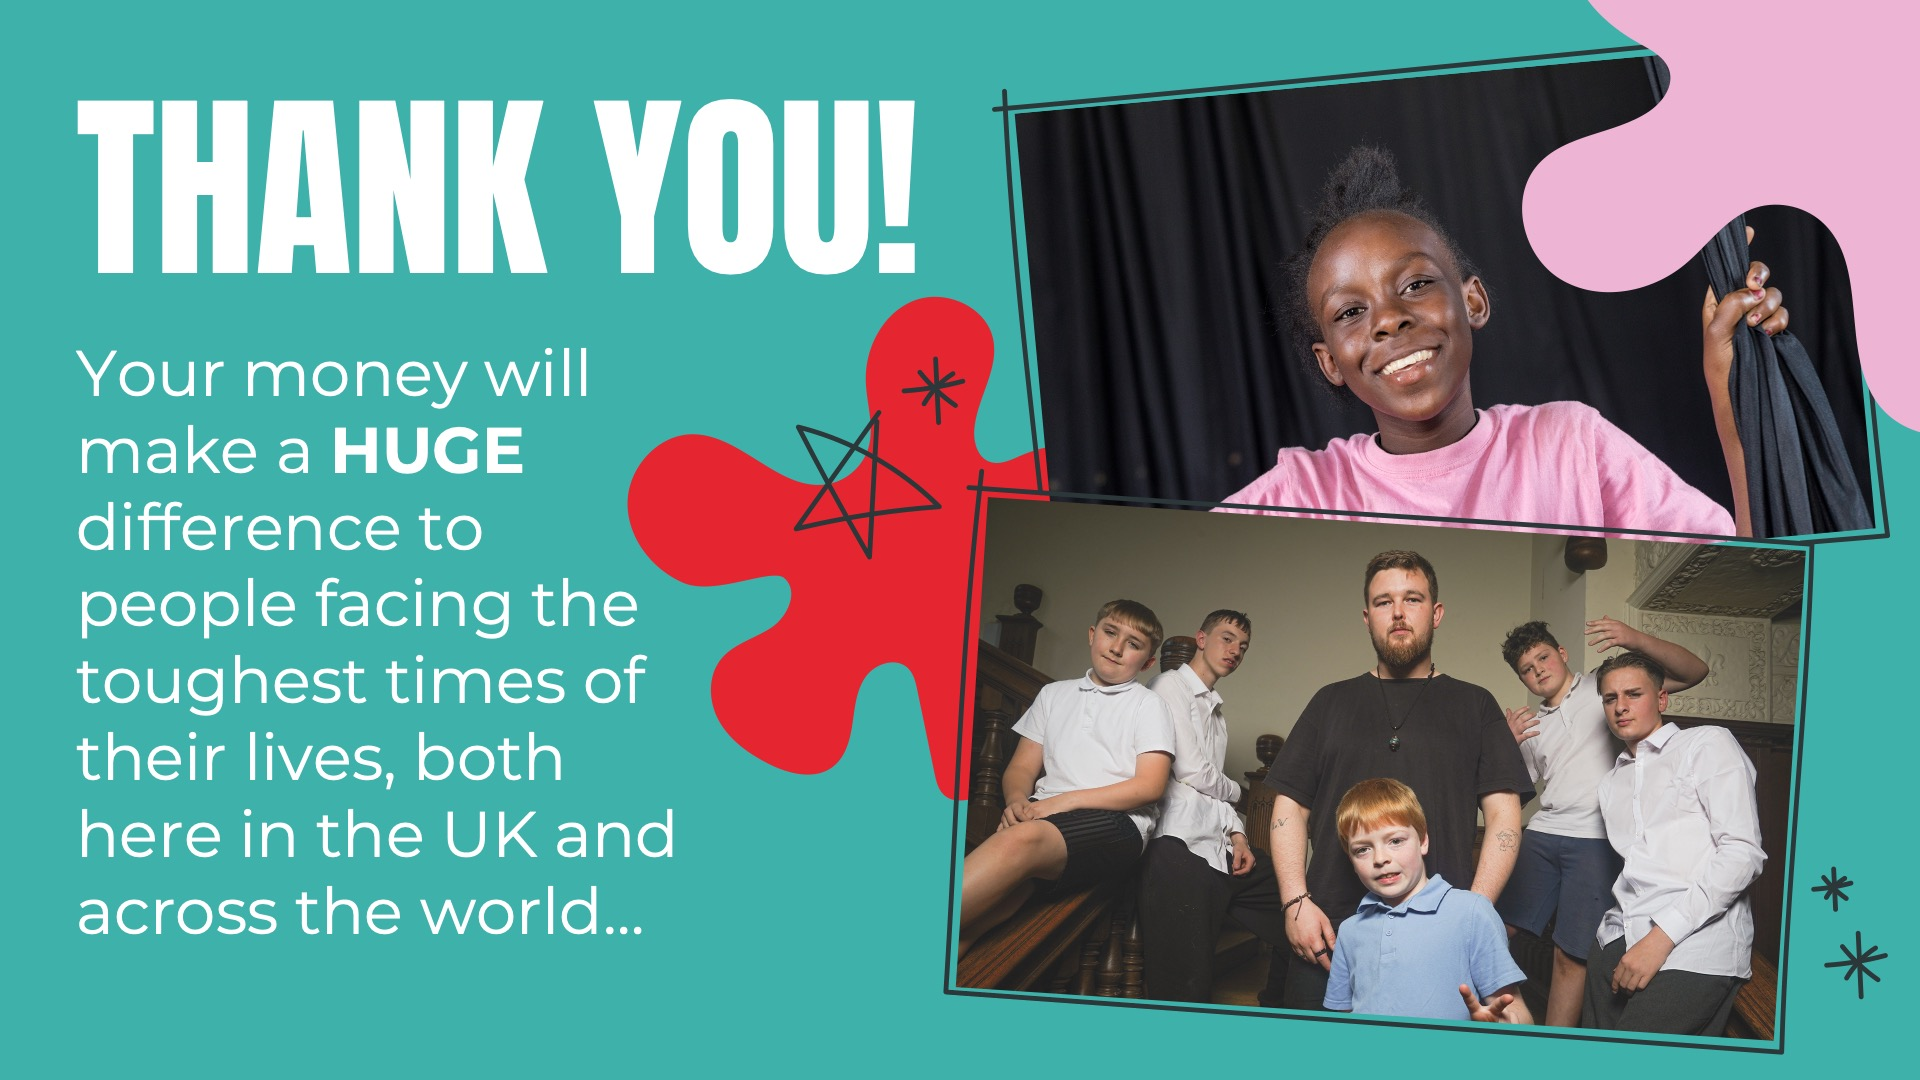 THANK YOU!
Your money will
make a HUGE
difference to
people facing the
toughest times of
their lives, both
here in the UK and
across the world...